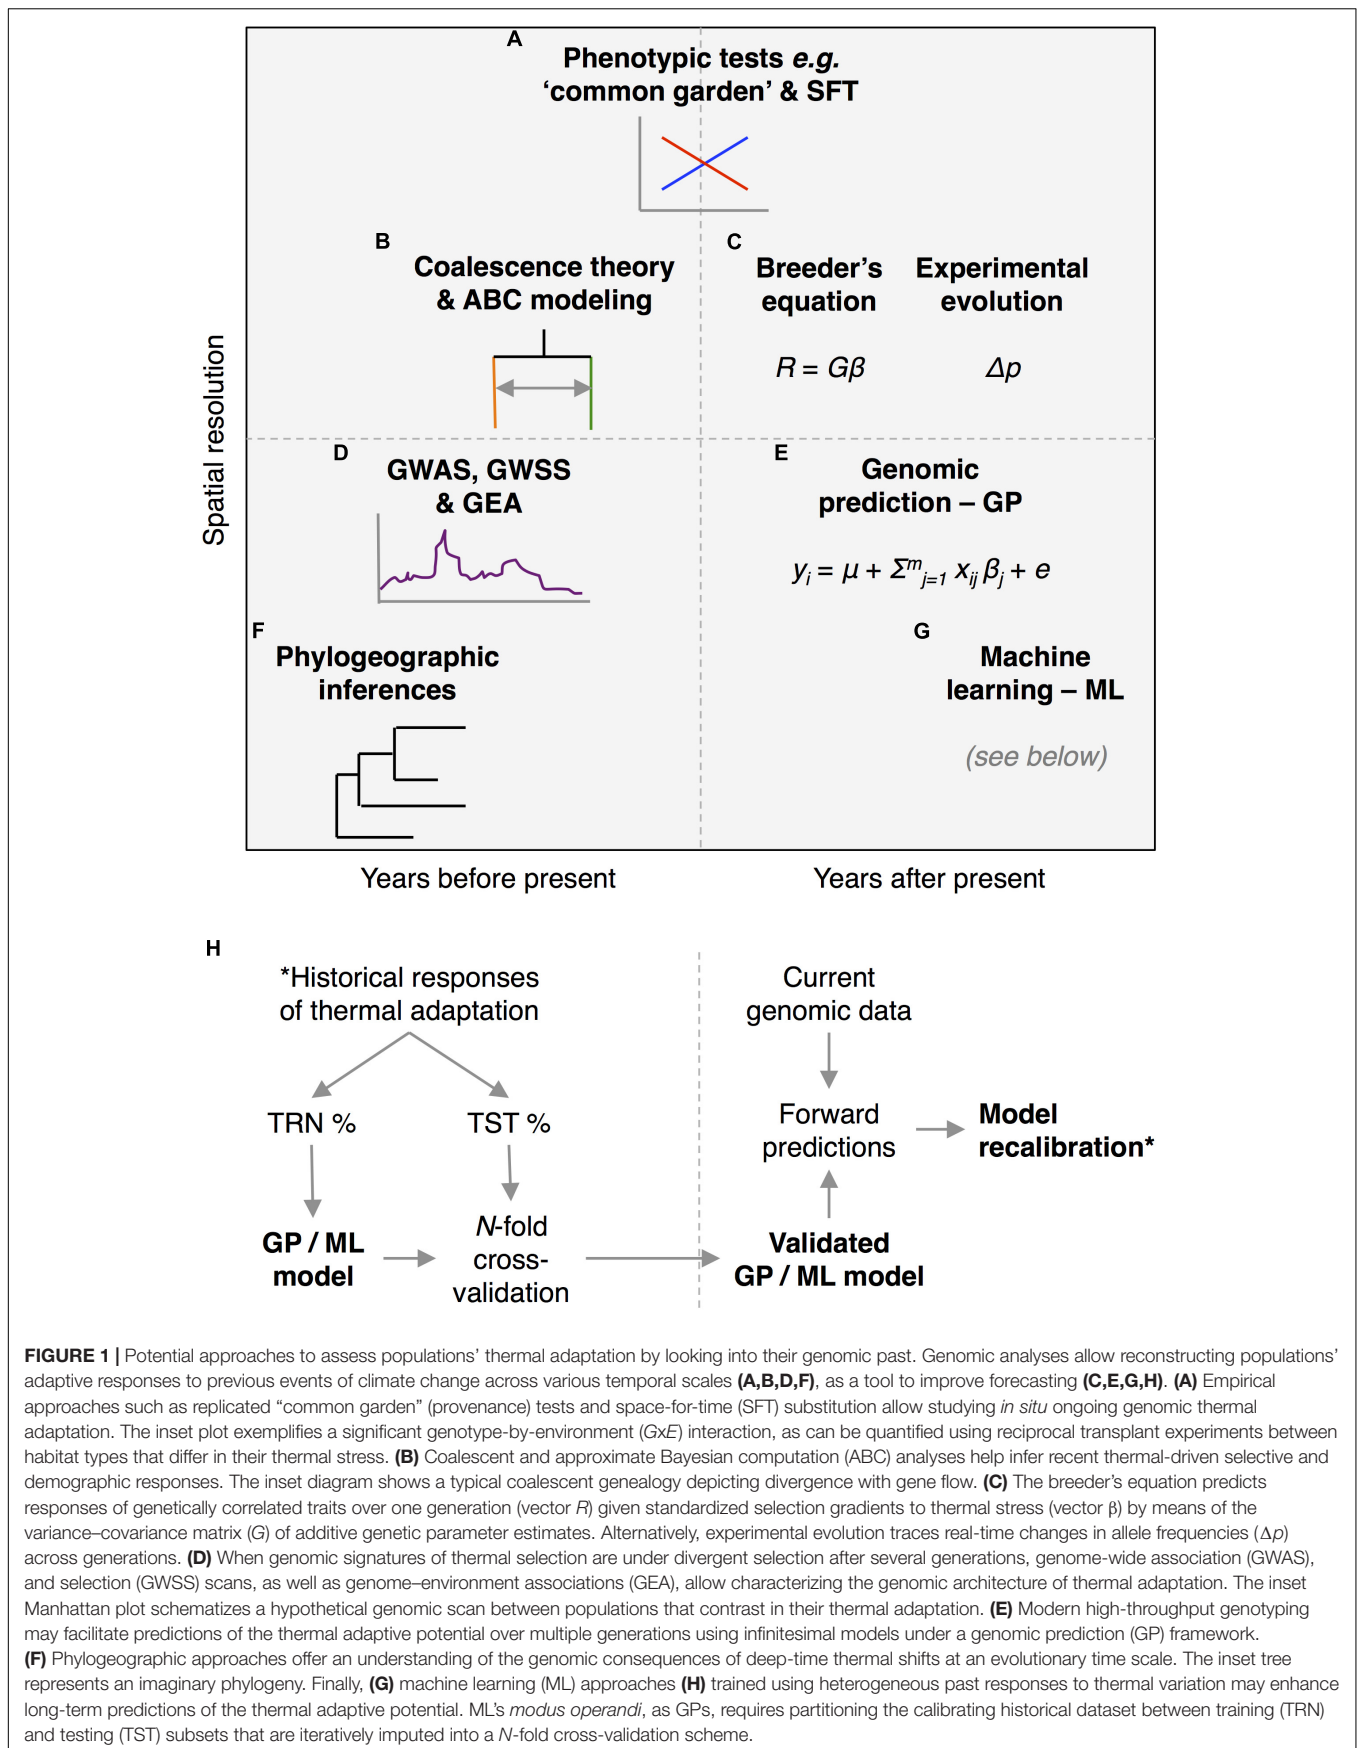 A
Phenotypic tests e.g.
‘common garden’ & SFT
B
Coalescence theory
& ABC modeling
C
Breeder’s
equation
Experimental
evolution
R = Gβ
Δp
Spatial resolution
D
GWAS, GWSS
& GEA
E
Genomic
prediction – GP
yᵢ = μ + Σᵐⱼ₌₁ xᵢⱼ βⱼ + e
F
Phylogeographic
inferences
G
Machine
learning – ML
(see below)
Years before present
Years after present
H
*Historical responses
of thermal adaptation
Current
genomic data
TRN %
TST %
Forward
predictions
Model
recalibration*
GP / ML
model
N-fold
cross-
validation
Validated
GP / ML model
FIGURE 1 | Potential approaches to assess populations’ thermal adaptation by looking into their genomic past. Genomic analyses allow reconstructing populations’
adaptive responses to previous events of climate change across various temporal scales (A,B,D,F), as a tool to improve forecasting (C,E,G,H). (A) Empirical
approaches such as replicated “common garden” (provenance) tests and space-for-time (SFT) substitution allow studying in situ ongoing genomic thermal
adaptation. The inset plot exemplifies a significant genotype-by-environment (GxE) interaction, as can be quantified using reciprocal transplant experiments between
habitat types that differ in their thermal stress. (B) Coalescent and approximate Bayesian computation (ABC) analyses help infer recent thermal-driven selective and
demographic responses. The inset diagram shows a typical coalescent genealogy depicting divergence with gene flow. (C) The breeder’s equation predicts
responses of genetically correlated traits over one generation (vector R) given standardized selection gradients to thermal stress (vector β) by means of the
variance–covariance matrix (G) of additive genetic parameter estimates. Alternatively, experimental evolution traces real-time changes in allele frequencies (Δp)
across generations. (D) When genomic signatures of thermal selection are under divergent selection after several generations, genome-wide association (GWAS),
and selection (GWSS) scans, as well as genome–environment associations (GEA), allow characterizing the genomic architecture of thermal adaptation. The inset
Manhattan plot schematizes a hypothetical genomic scan between populations that contrast in their thermal adaptation. (E) Modern high-throughput genotyping
may facilitate predictions of the thermal adaptive potential over multiple generations using infinitesimal models under a genomic prediction (GP) framework.
(F) Phylogeographic approaches offer an understanding of the genomic consequences of deep-time thermal shifts at an evolutionary time scale. The inset tree
represents an imaginary phylogeny. Finally, (G) machine learning (ML) approaches (H) trained using heterogeneous past responses to thermal variation may enhance
long-term predictions of the thermal adaptive potential. ML’s modus operandi, as GPs, requires partitioning the calibrating historical dataset between training (TRN)
and testing (TST) subsets that are iteratively imputed into a N-fold cross-validation scheme.